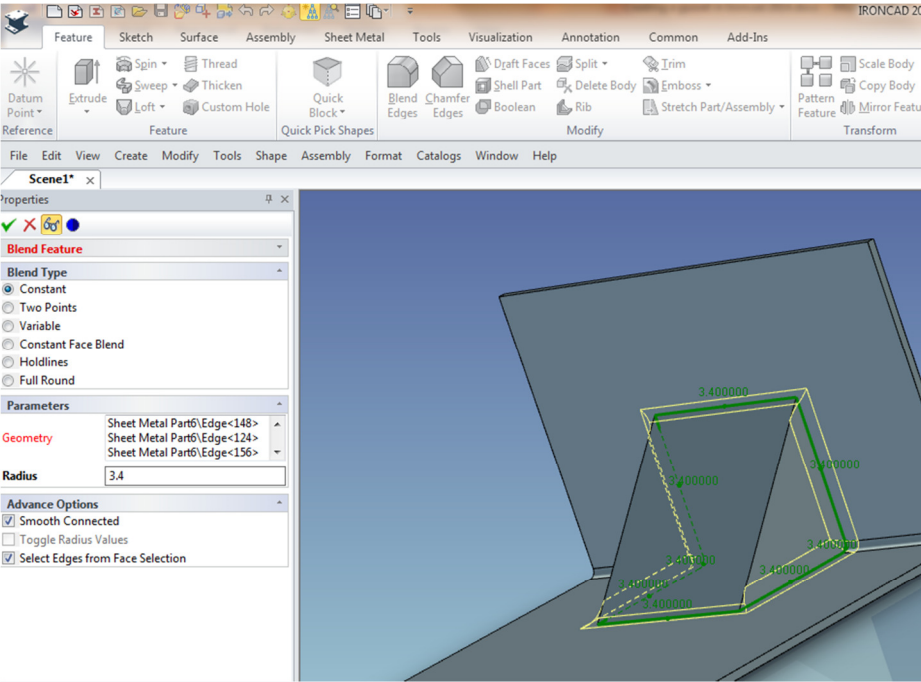 IRONCAD 20
Feature Sketch Surface Assembly Sheet Metal Tools Visualization Annotation Common Add-Ins
Datum Point
Reference
Extrude
Spin
Sweep
Loft
Thread
Thicken
Custom Hole
Feature
Quick Block
Quick Pick Shapes
Blend Edges
Chamfer Edges
Draft Faces
Shell Part
Boolean
Split
Delete Body
Rib
Trim
Emboss
Stretch Part/Assembly
Modify
Pattern Feature
Scale Body
Copy Body
Mirror Featu
Transform
File Edit View Create Modify Tools Shape Assembly Format Catalogs Window Help
Scene1*
Properties
Blend Feature
Blend Type
Constant
Two Points
Variable
Constant Face Blend
Holdlines
Full Round
Parameters
Geometry
Sheet Metal Part6\Edge<148>
Sheet Metal Part6\Edge<124>
Sheet Metal Part6\Edge<156>
Radius 3.4
Advance Options
Smooth Connected
Toggle Radius Values
Select Edges from Face Selection
3.400000
3.400000
3.400000
3.400000
3.400000
3.400000
3.400000
3.400000